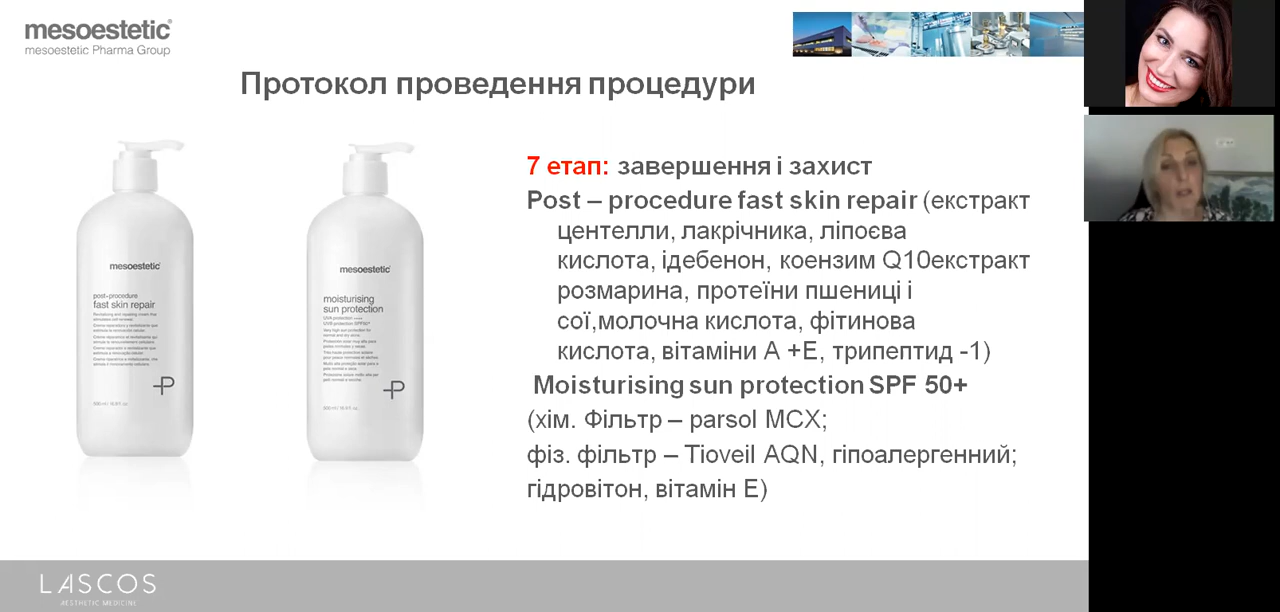 mesoestetic
mesoestetic Pharma Group
Протокол проведення процедури
mesoestetic
post-procedure
fast skin repair
mesoestetic
moisturising
sun protection
7 етап: завершення і захист
Post – procedure fast skin repair (екстракт
центелли, лакрічника, ліпоєва
кислота, ідебенон, коензим Q10екстракт
розмарина, протеїни пшениці і
сої,молочна кислота, фітинова
кислота, вітаміни А +Е, трипептид -1)
Moisturising sun protection SPF 50+
(хім. Фільтр – parsol MCX;
фіз. фільтр – Tioveil AQN, гіпоалергенний;
гідровітон, вітамін Е)
LASCOS
AESTHETIC MEDICINE